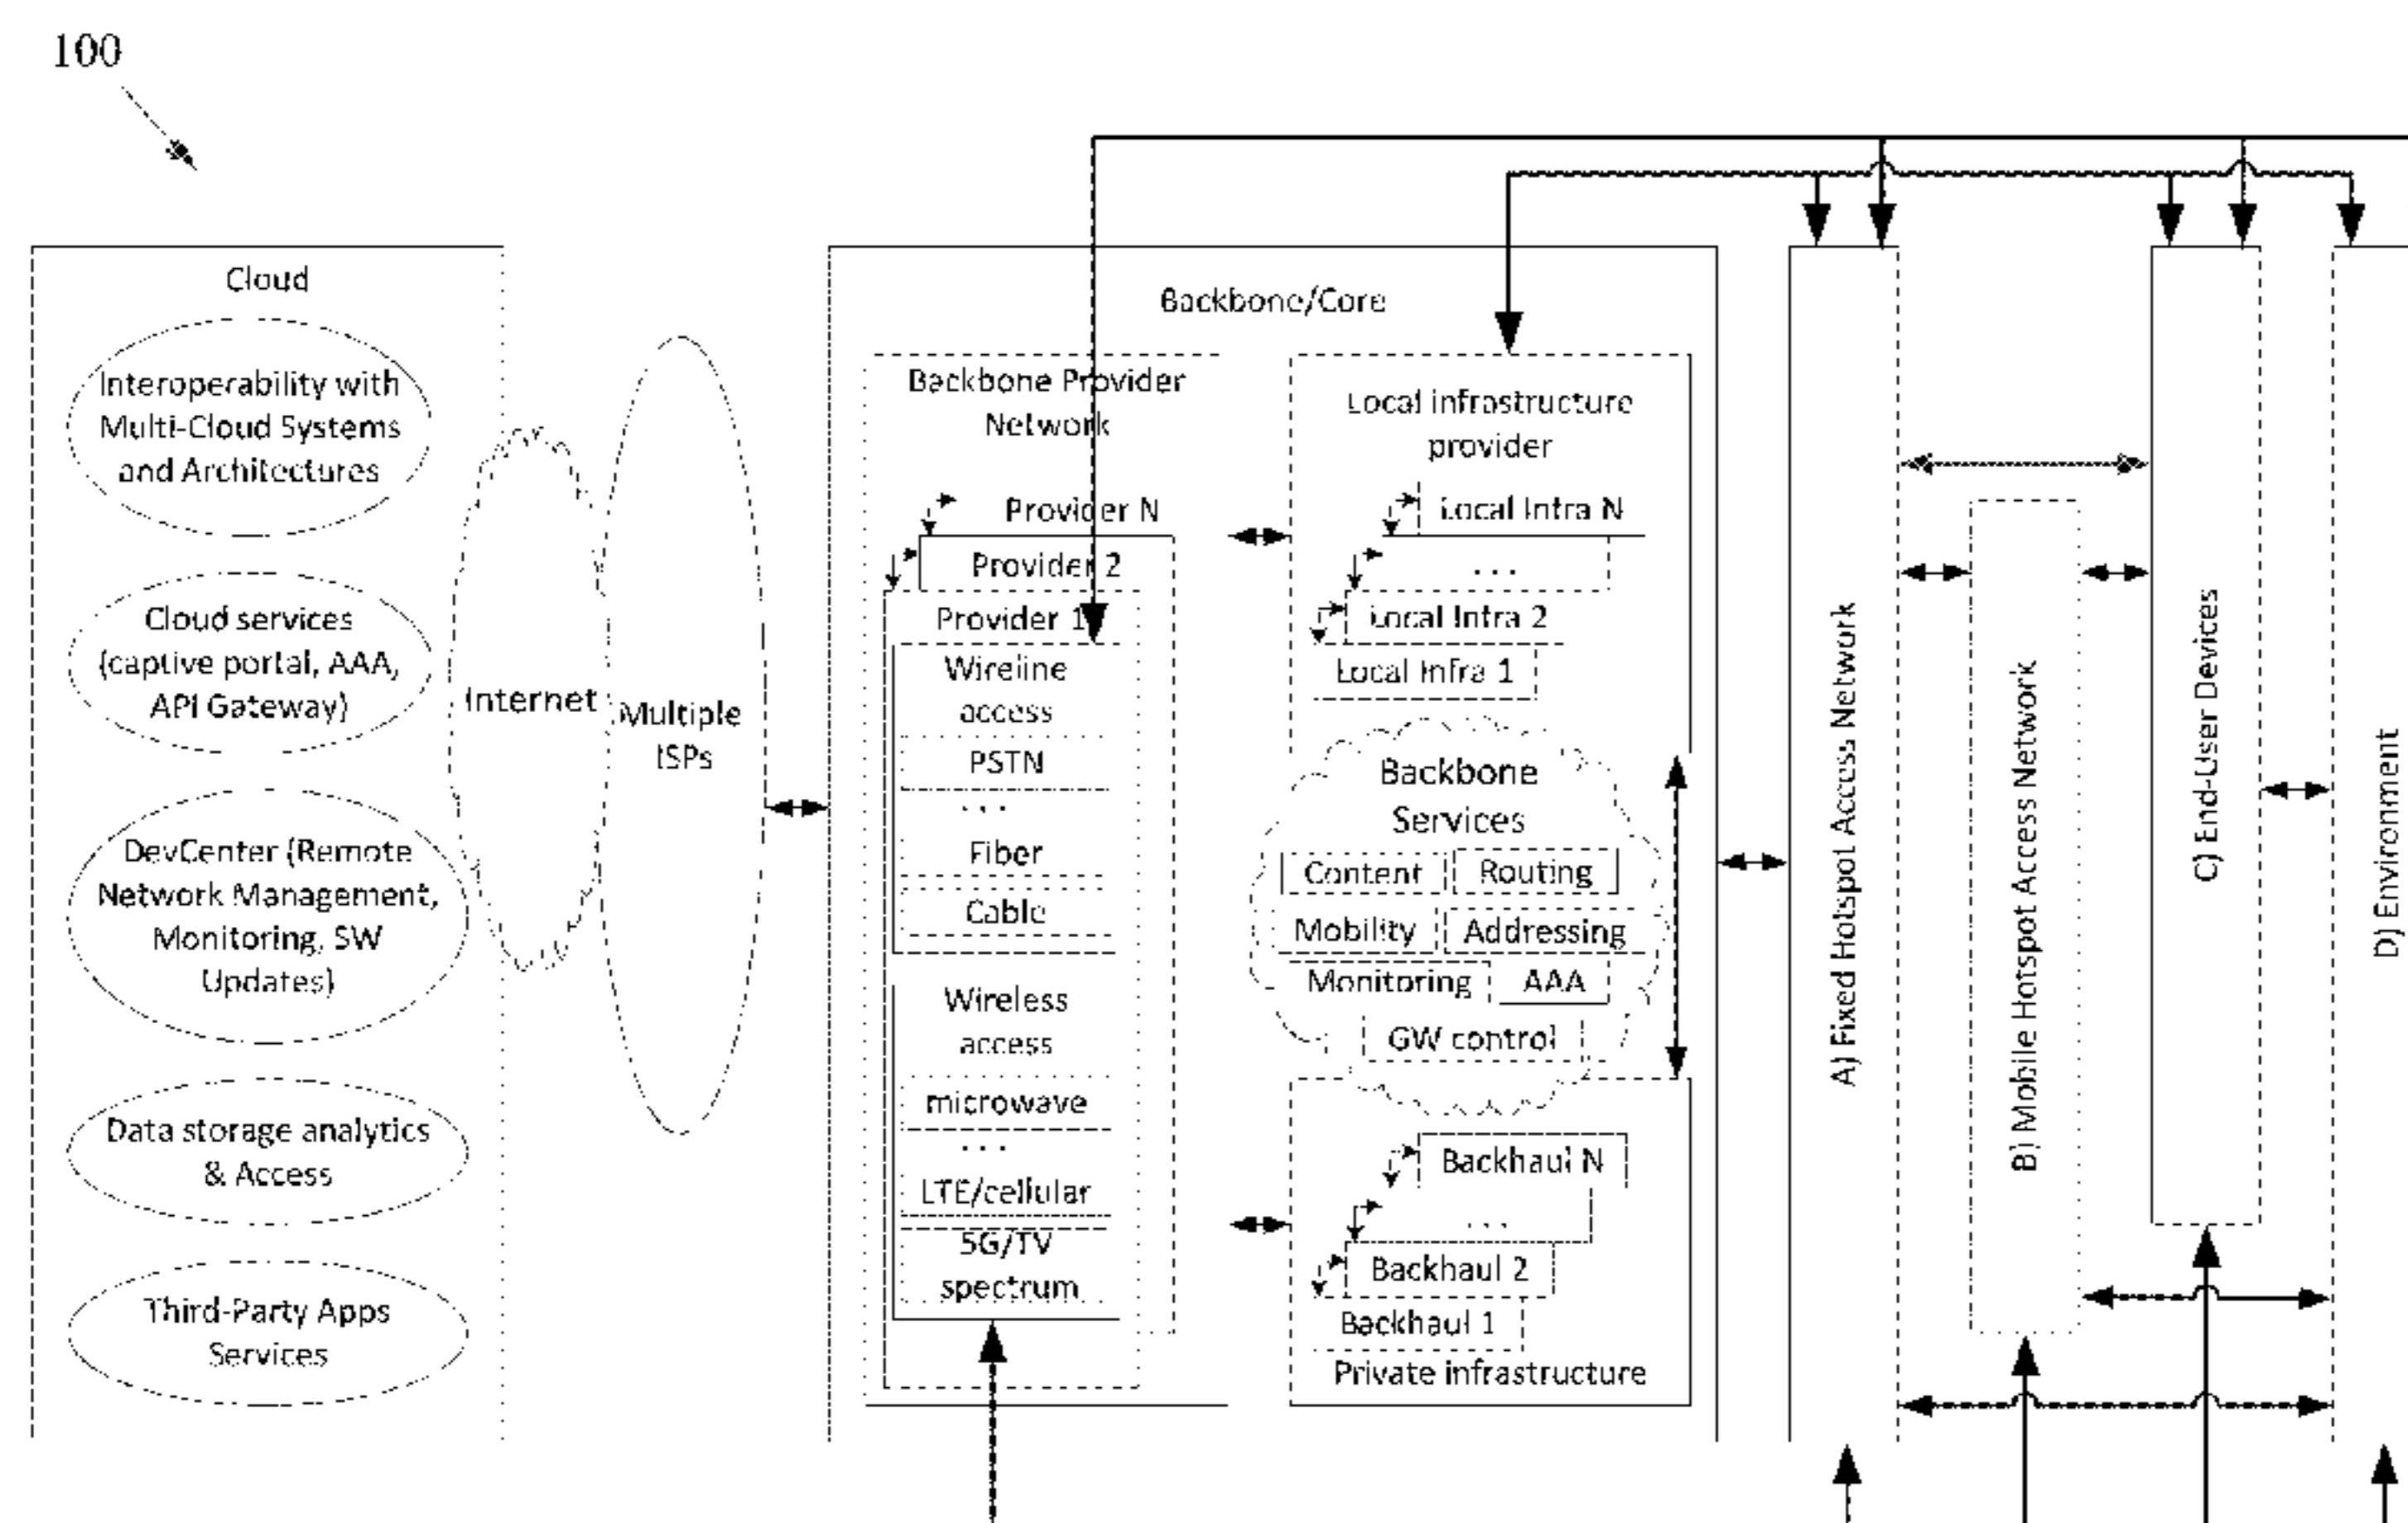 100
Cloud
Interoperability with
Multi-Cloud Systems
and Architectures
Cloud services
(captive portal, AAA,
API Gateway)
DevCenter (Remote
Network Management,
Monitoring, SW
Updates)
Data storage analytics
& Access
Third-Party Apps
Services
Internet
Multiple
ISPs
Backbone/Core
Backbone Provider
Network
Provider N
Provider 2
Provider 1
Wireline
access
PSTN
...
Fiber
Cable
Wireless
access
microwave
...
LTE/cellular
5G/TV
spectrum
Local infrastructure
provider
Local Infra N
...
Local Infra 2
Local Infra 1
Backbone
Services
Content
Routing
Mobility
Addressing
Monitoring
AAA
GW control
Backhaul N
...
Backhaul 2
Backhaul 1
Private infrastructure
A) Fixed Hotspot Access Network
B) Mobile Hotspot Access Network
C) End-User Devices
D) Environment